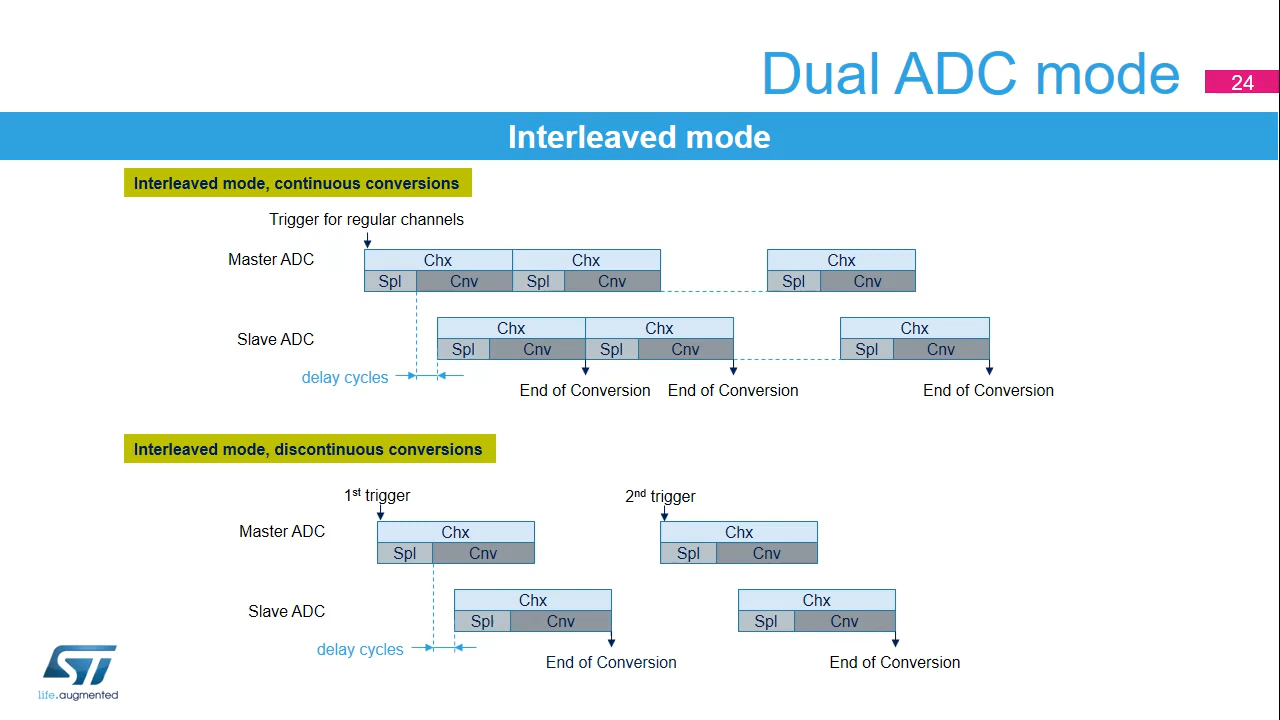 Dual ADC mode
24
Interleaved mode
Interleaved mode, continuous conversions
Trigger for regular channels
Master ADC
Chx Chx Chx
Spl Cnv Spl Cnv Spl Cnv
Slave ADC
Chx Chx Chx
Spl Cnv Spl Cnv Spl Cnv
delay cycles
End of Conversion End of Conversion End of Conversion
Interleaved mode, discontinuous conversions
1st trigger 2nd trigger
Master ADC
Chx Chx
Spl Cnv Spl Cnv
Slave ADC
Chx Chx
Spl Cnv Spl Cnv
delay cycles
End of Conversion End of Conversion
ST
life.augmented